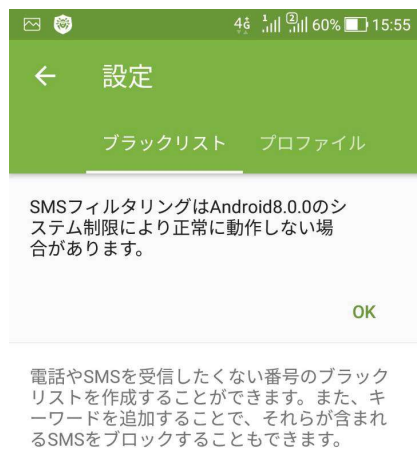 4G 1 2 60% 15:55
設定
ブラックリスト プロファイル
SMSフィルタリングはAndroid8.0.0のシ
ステム制限により正常に動作しない場
合があります。
OK
電話やSMSを受信したくない番号のブラック
リストを作成することができます。また、キ
ーワードを追加することで、それらが含まれ
るSMSをブロックすることもできます。